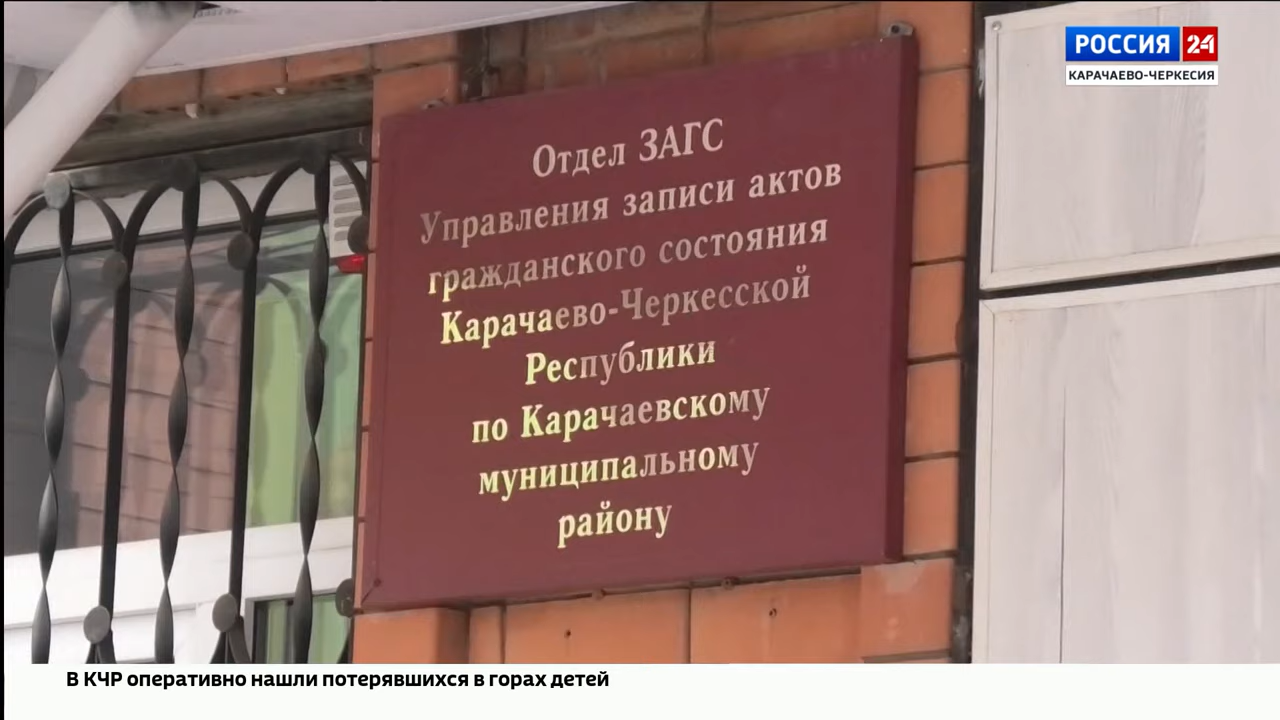 РОССИЯ 24
КАРАЧАЕВО-ЧЕРКЕСИЯ
Отдел ЗАГС
Управления записи актов
гражданского состояния
Карачаево-Черкесской
Республики
по Карачаевскому
муниципальному
району
В КЧР оперативно нашли потерявшихся в горах детей